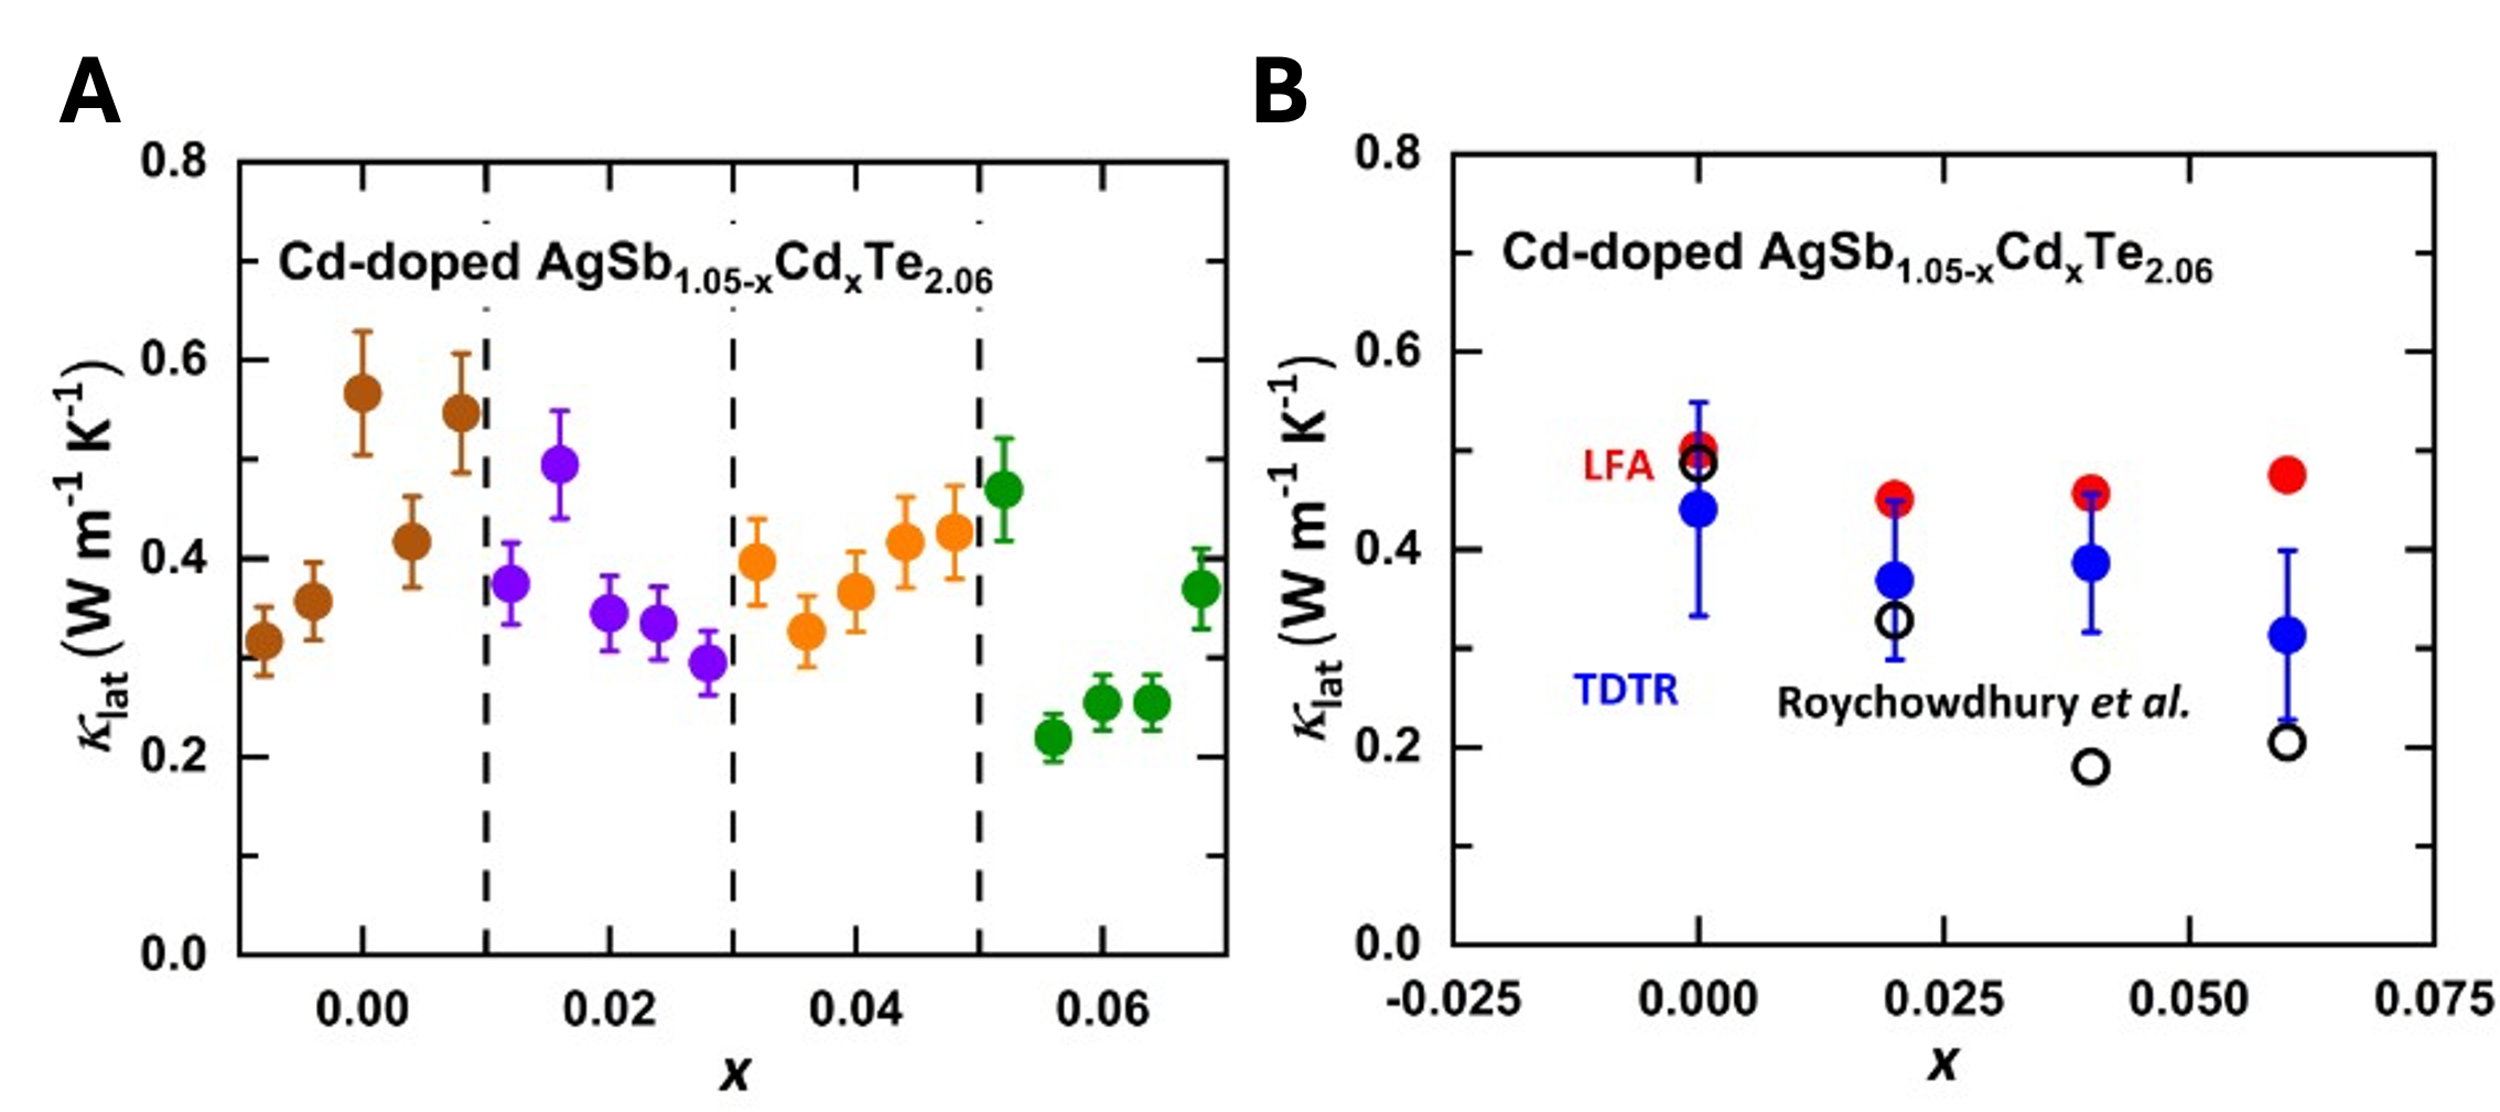 A
0.8
0.6
0.4
0.2
0.0
κlat (W m-1 K-1)
Cd-doped AgSb1.05-xCdxTe2.06
0.00 0.02 0.04 0.06
x
B
0.8
0.6
0.4
0.2
0.0
κlat (W m-1 K-1)
Cd-doped AgSb1.05-xCdxTe2.06
LFA
TDTR
Roychowdhury et al.
-0.025 0.000 0.025 0.050 0.075
x